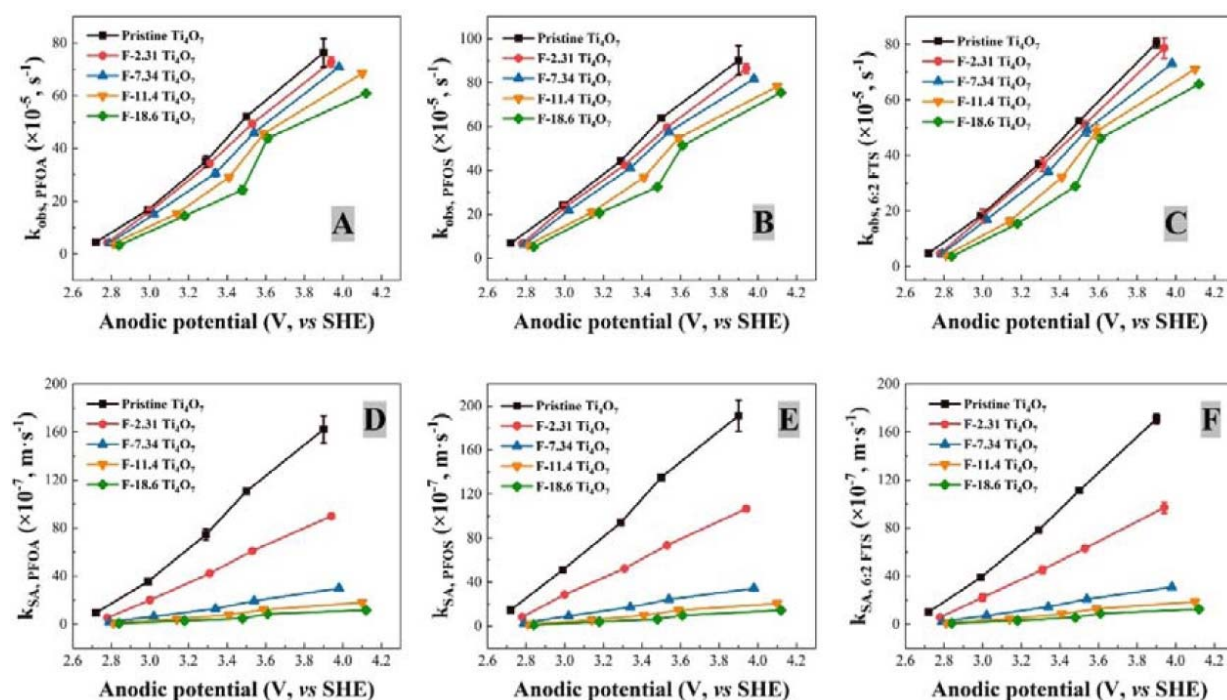 80
60
40
20
0
Pristine Ti₄O₇
F-2.31 Ti₄O₇
F-7.34 Ti₄O₇
F-11.4 Ti₄O₇
F-18.6 Ti₄O₇
A
k_obs, PFOA (×10⁻⁵, s⁻¹)
2.6 2.8 3.0 3.2 3.4 3.6 3.8 4.0 4.2
Anodic potential (V, vs SHE)
100
80
60
40
20
0
Pristine Ti₄O₇
F-2.31 Ti₄O₇
F-7.34 Ti₄O₇
F-11.4 Ti₄O₇
F-18.6 Ti₄O₇
B
k_obs, PFOS (×10⁻⁵, s⁻¹)
2.6 2.8 3.0 3.2 3.4 3.6 3.8 4.0 4.2
Anodic potential (V, vs SHE)
80
60
40
20
0
Pristine Ti₄O₇
F-2.31 Ti₄O₇
F-7.34 Ti₄O₇
F-11.4 Ti₄O₇
F-18.6 Ti₄O₇
C
k_obs, 6:2 FTS (×10⁻⁵, s⁻¹)
2.6 2.8 3.0 3.2 3.4 3.6 3.8 4.0 4.2
Anodic potential (V, vs SHE)
200
160
120
80
40
0
Pristine Ti₄O₇
F-2.31 Ti₄O₇
F-7.34 Ti₄O₇
F-11.4 Ti₄O₇
F-18.6 Ti₄O₇
D
k_SA, PFOA (×10⁻⁷, m·s⁻¹)
2.6 2.8 3.0 3.2 3.4 3.6 3.8 4.0 4.2
Anodic potential (V, vs SHE)
200
160
120
80
40
0
Pristine Ti₄O₇
F-2.31 Ti₄O₇
F-7.34 Ti₄O₇
F-11.4 Ti₄O₇
F-18.6 Ti₄O₇
E
k_SA, PFOS (×10⁻⁷, m·s⁻¹)
2.6 2.8 3.0 3.2 3.4 3.6 3.8 4.0 4.2
Anodic potential (V, vs SHE)
200
160
120
80
40
0
Pristine Ti₄O₇
F-2.31 Ti₄O₇
F-7.34 Ti₄O₇
F-11.4 Ti₄O₇
F-18.6 Ti₄O₇
F
k_SA, 6:2 FTS (×10⁻⁷, m·s⁻¹)
2.6 2.8 3.0 3.2 3.4 3.6 3.8 4.0 4.2
Anodic potential (V, vs SHE)